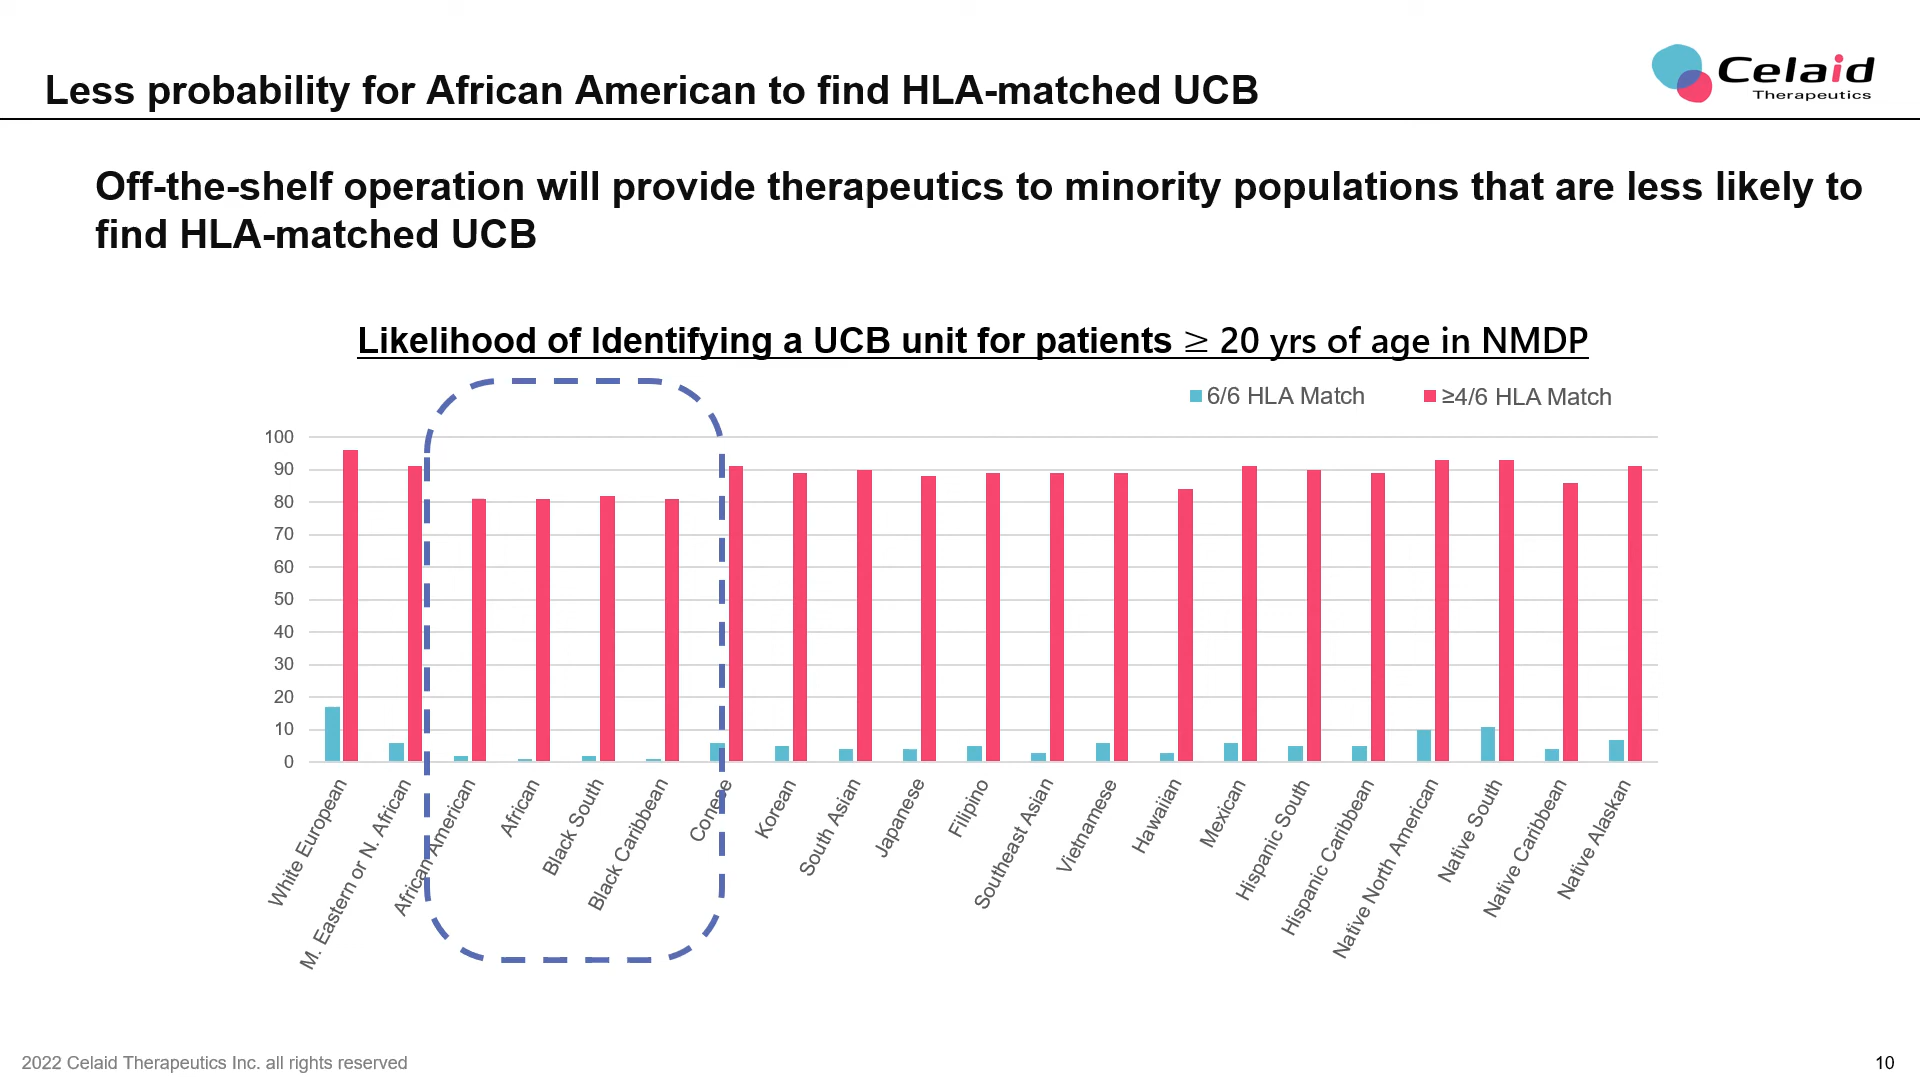 Less probability for African American to find HLA-matched UCB
Celaid
Therapeutics
Off-the-shelf operation will provide therapeutics to minority populations that are less likely to
find HLA-matched UCB
Likelihood of Identifying a UCB unit for patients ≥ 20 yrs of age in NMDP
6/6 HLA Match
≥4/6 HLA Match
100
90
80
70
60
50
40
30
20
10
0
White European
M. Eastern or N. African
African American
African
Black South
Black Caribbean
Conese
Korean
South Asian
Japanese
Filipino
Southeast Asian
Vietnamese
Hawaiian
Mexican
Hispanic South
Hispanic Caribbean
Native North American
Native South
Native Caribbean
Native Alaskan
2022 Celaid Therapeutics Inc. all rights reserved
10